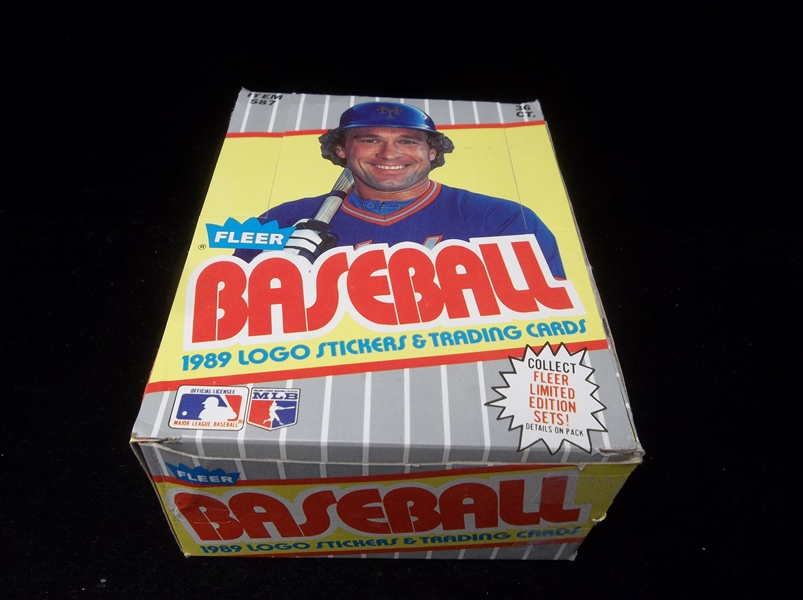 ITEM
587
36
CT.
FLEER
®
BASEBALL
1989 LOGO STICKERS & TRADING CARDS
OFFICIAL LICENSEE
MAJOR LEAGUE BASEBALL
MLB
COLLECT
FLEER
LIMITED
EDITION
SETS!
DETAILS ON PACK
FLEER
BASEBALL
1989 LOGO STICKERS & TRADING CARDS